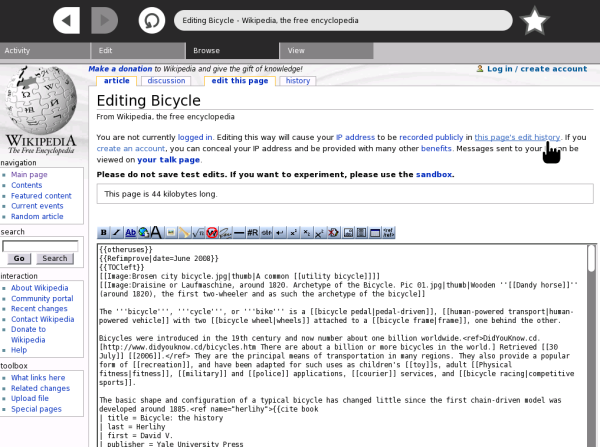 Editing Bicycle - Wikipedia, the free encyclopedia
Activity Edit Browse View
Make a donation to Wikipedia and give the gift of knowledge!
Log in / create account
article discussion edit this page history
Editing Bicycle
From Wikipedia, the free encyclopedia
You are not currently logged in. Editing this way will cause your IP address to be recorded publicly in this page's edit history. If you
create an account, you can conceal your IP address and be provided with many other benefits. Messages sent to your be
viewed on your talk page.
Please do not save test edits. If you want to experiment, please use the sandbox.
This page is 44 kilobytes long.
WIKIPEDIA
The Free Encyclopedia
navigation
Main page
Contents
Featured content
Current events
Random article
search
Go Search
interaction
About Wikipedia
Community portal
Recent changes
Contact Wikipedia
Donate to
Wikipedia
Help
toolbox
What links here
Related changes
Upload file
Special pages
B I Ab A W #R
{{otheruses}}
{{Refimprove|date=June 2008}}
{{TOCleft}}
[[Image:Brosen city bicycle.jpg|thumb|A common [[utility bicycle]]]]
[[Image:Draisine or Laufmaschine, around 1820. Archetype of the Bicycle. Pic 01.jpg|thumb|Wooden ''[[Dandy horse]]''
(around 1820), the first two-wheeler and as such the archetype of the bicycle]]
The '''bicycle''', '''cycle''', or '''bike''' is a [[bicycle pedal|pedal-driven]], [[human-powered transport|human-
powered vehicle]] with two [[bicycle wheel|wheels]] attached to a [[bicycle frame|frame]], one behind the other.
Bicycles were introduced in the 19th century and now number about one billion worldwide.<ref>DidYouKnow.cd.
[http://www.didyouknow.cd/bicycles.htm There are about a billion or more bicycles in the world.] Retrieved [[30
July]] [[2006]].</ref> They are the principal means of transportation in many regions. They also provide a popular
form of [[recreation]], and have been adapted for such uses as children's [[toy]]s, adult [[Physical
fitness|fitness]], [[military]] and [[police]] applications, [[courier]] services, and [[bicycle racing|competitive
sports]].
The basic shape and configuration of a typical bicycle has changed little since the first chain-driven model was
developed around 1885.<ref name="herlihy">{{cite book
| title = Bicycle: the history
| last = Herlihy
| first = David V.
| publisher = Yale University Press